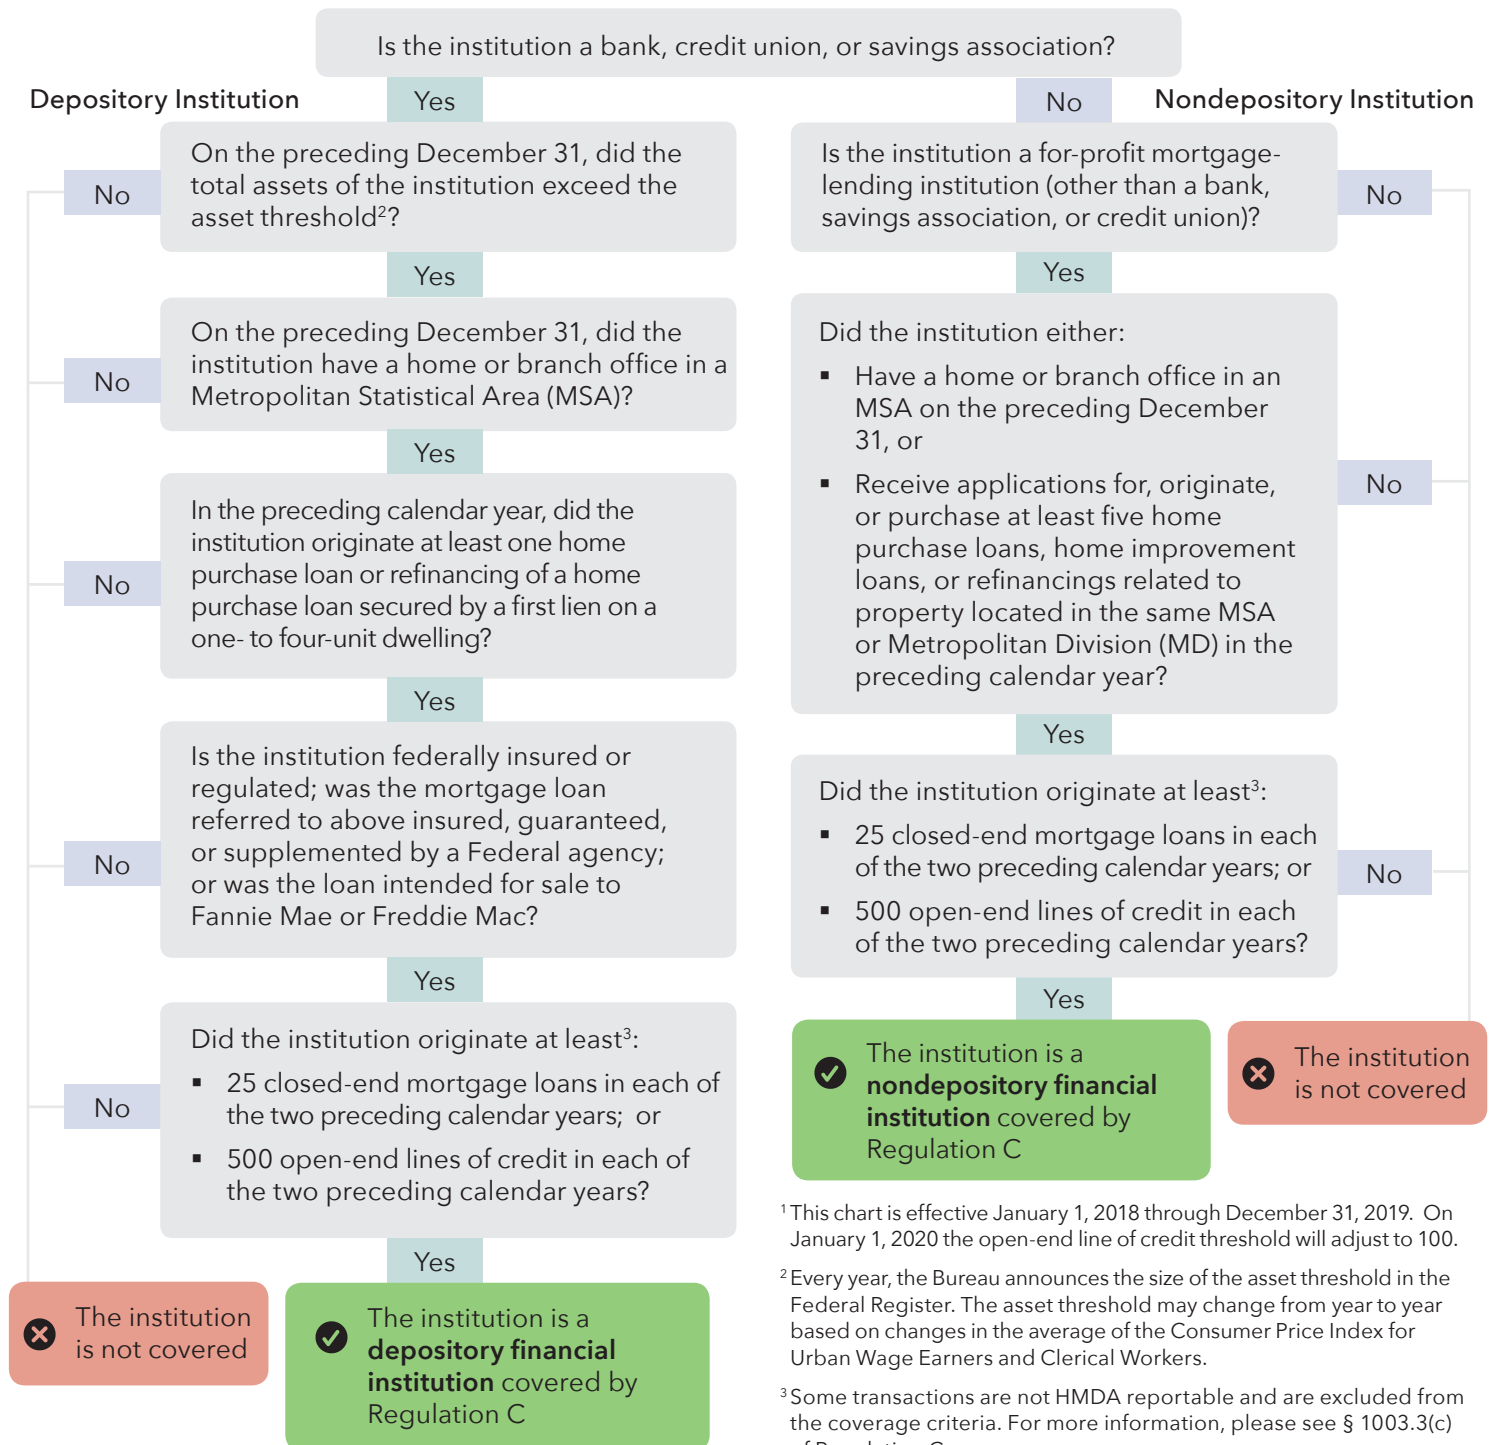 Is the institution a bank, credit union, or savings association?
Depository Institution
Yes
On the preceding December 31, did the
total assets of the institution exceed the
asset threshold²?
No
Yes
On the preceding December 31, did the
institution have a home or branch office in a
Metropolitan Statistical Area (MSA)?
No
Yes
In the preceding calendar year, did the
institution originate at least one home
purchase loan or refinancing of a home
purchase loan secured by a first lien on a
one- to four-unit dwelling?
No
Yes
Is the institution federally insured or
regulated; was the mortgage loan
referred to above insured, guaranteed,
or supplemented by a Federal agency;
or was the loan intended for sale to
Fannie Mae or Freddie Mac?
No
Yes
Did the institution originate at least³:
▪ 25 closed-end mortgage loans in each of
the two preceding calendar years; or
▪ 500 open-end lines of credit in each of
the two preceding calendar years?
No
Yes
The institution
is not covered
The institution is a
depository financial
institution covered by
Regulation C
No
Nondepository Institution
Is the institution a for-profit mortgage-
lending institution (other than a bank,
savings association, or credit union)?
No
Yes
Did the institution either:
▪ Have a home or branch office in an
MSA on the preceding December
31, or
▪ Receive applications for, originate,
or purchase at least five home
purchase loans, home improvement
loans, or refinancings related to
property located in the same MSA
or Metropolitan Division (MD) in the
preceding calendar year?
No
Yes
Did the institution originate at least³:
▪ 25 closed-end mortgage loans in each
of the two preceding calendar years; or
▪ 500 open-end lines of credit in each
of the two preceding calendar years?
No
Yes
The institution is a
nondepository financial
institution covered by
Regulation C
The institution
is not covered
¹ This chart is effective January 1, 2018 through December 31, 2019. On
January 1, 2020 the open-end line of credit threshold will adjust to 100.
² Every year, the Bureau announces the size of the asset threshold in the
Federal Register. The asset threshold may change from year to year
based on changes in the average of the Consumer Price Index for
Urban Wage Earners and Clerical Workers.
³ Some transactions are not HMDA reportable and are excluded from
the coverage criteria. For more information, please see § 1003.3(c)